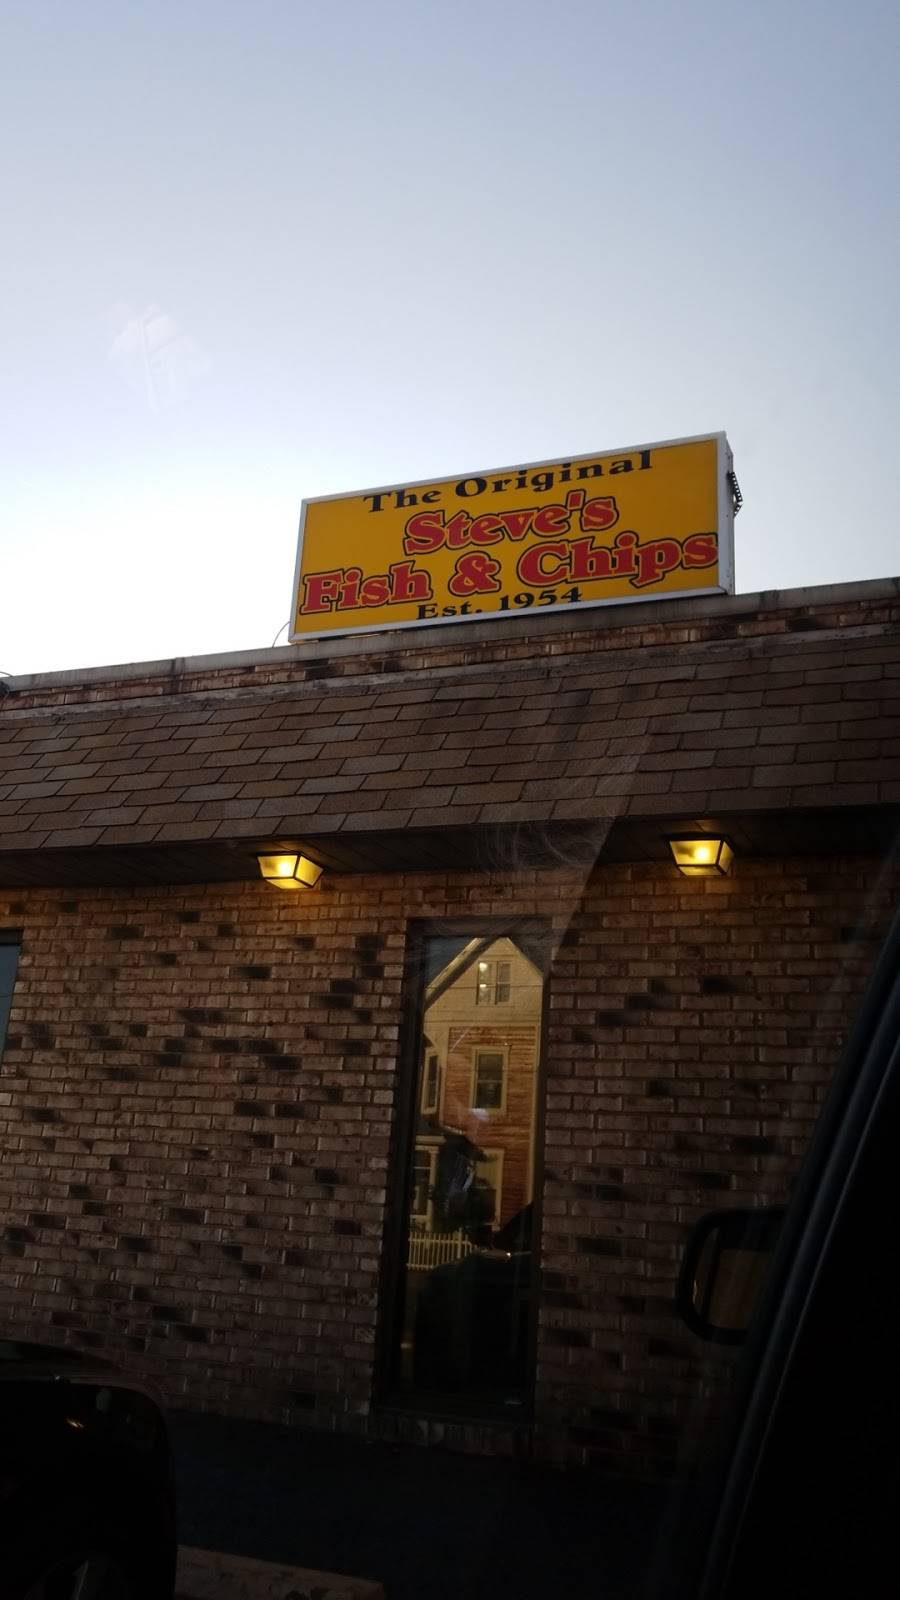 The Original
Steve's
Fish & Chips
Est. 1954